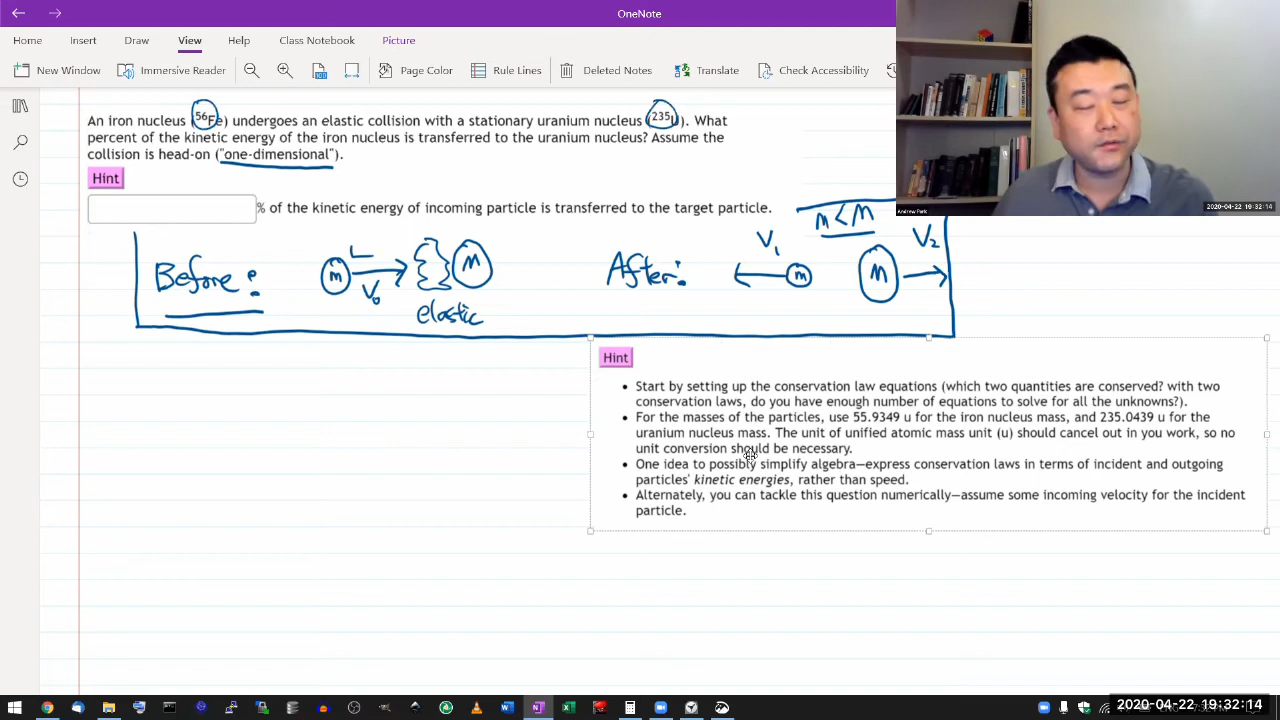 OneNote
Home Insert Draw View Help Class Notebook Picture
New Window Immersive Reader Page Color Rule Lines Deleted Notes Translate Check Accessibility
An iron nucleus (56Fe) undergoes an elastic collision with a stationary uranium nucleus (235U). What
percent of the kinetic energy of the iron nucleus is transferred to the uranium nucleus? Assume the
collision is head-on ("one-dimensional").
Hint
% of the kinetic energy of incoming particle is transferred to the target particle.
m<M
Before: m V0 M elastic
After: V1 m M V2
Hint
• Start by setting up the conservation law equations (which two quantities are conserved? with two
conservation laws, do you have enough number of equations to solve for all the unknowns?).
• For the masses of the particles, use 55.9349 u for the iron nucleus mass, and 235.0439 u for the
uranium nucleus mass. The unit of unified atomic mass unit (u) should cancel out in you work, so no
unit conversion should be necessary.
• One idea to possibly simplify algebra—express conservation laws in terms of incident and outgoing
particles' kinetic energies, rather than speed.
• Alternately, you can tackle this question numerically—assume some incoming velocity for the incident
particle.
Andrew Park
2020-04-22 19:32:14
2020-04-22 19:32:14